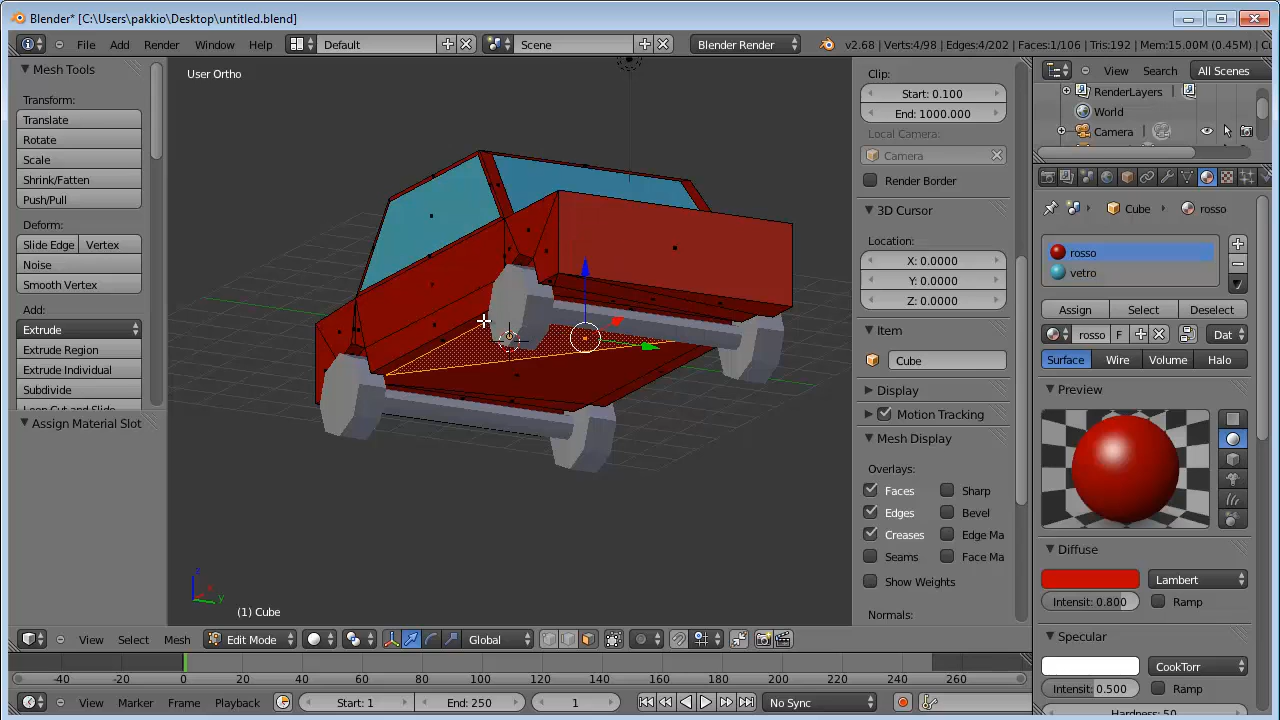 Blender* [C:\Users\pakkio\Desktop\untitled.blend]
File Add Render Window Help Default Scene Blender Render v2.68 | Verts:4/98 | Edges:4/202 | Faces:1/106 | Tris:192 | Mem:15.00M (0.45M) | Cu
Mesh Tools
Transform:
Translate
Rotate
Scale
Shrink/Fatten
Push/Pull
Deform:
Slide Edge Vertex
Noise
Smooth Vertex
Add:
Extrude
Extrude Region
Extrude Individual
Subdivide
Loop Cut and Slide
Assign Material Slot
User Ortho
z
x
y
(1) Cube
Clip:
Start: 0.100
End: 1000.000
Local Camera:
Camera
Render Border
3D Cursor
Location:
X: 0.0000
Y: 0.0000
Z: 0.0000
Item
Cube
Display
Motion Tracking
Mesh Display
Overlays:
Faces Sharp
Edges Bevel
Creases Edge Ma
Seams Face Ma
Show Weights
Normals:
View Search All Scenes
RenderLayers
World
Camera
Cube rosso
rosso
vetro
Assign Select Deselect
rosso F Dat
Surface Wire Volume Halo
Preview
Diffuse
Lambert
Intensit: 0.800 Ramp
Specular
CookTorr
Intensit: 0.500 Ramp
Hardness: 50
View Select Mesh Edit Mode Global
-40 -20 0 20 40 60 80 100 120 140 160 180 200 220 240 260
View Marker Frame Playback Start: 1 End: 250 1 No Sync